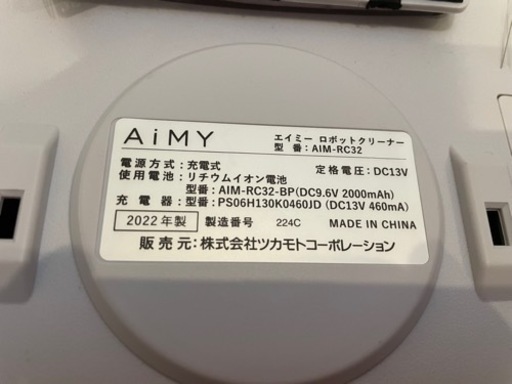 AiMY
エイミー ロボットクリーナー
型 番：AIM-RC32
電源方式：充電式
定格電圧：DC13V
使用電池：リチウムイオン電池
型番：AIM-RC32-BP(DC9.6V 2000mAh)
充 電 器：型番：PS06H130K0460JD (DC13V 460mA)
2022年製 製造番号 224C MADE IN CHINA
販 売 元：株式会社ツカモトコーポレーション